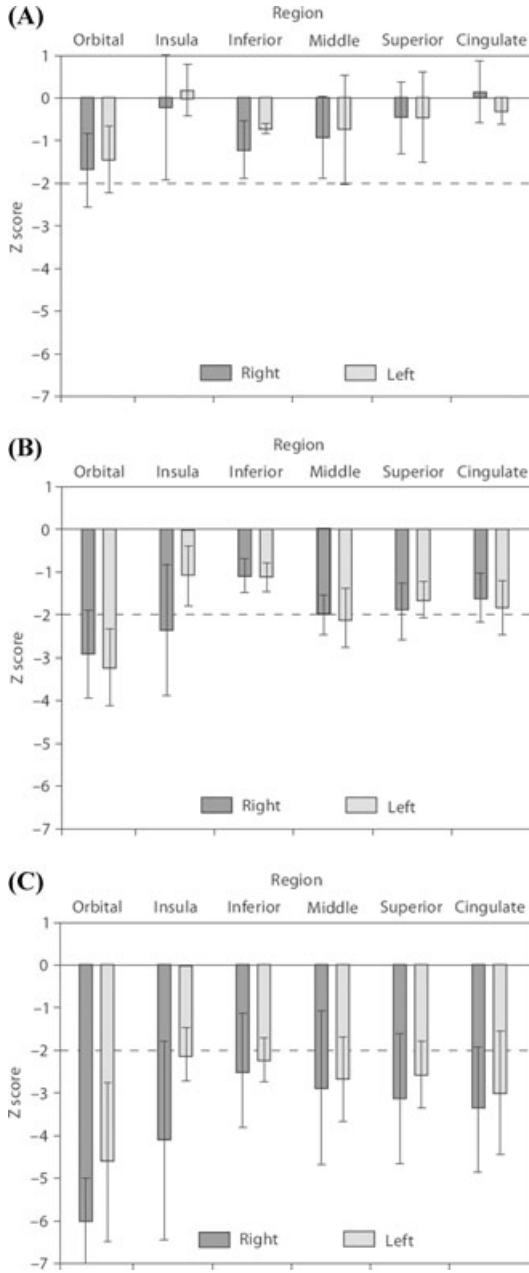 (A)
Region
Orbital Insula Inferior Middle Superior Cingulate
1
0
−1
−2
−3
−4
−5
−6
−7
Z score
Right Left
(B)
Region
Orbital Insula Inferior Middle Superior Cingulate
1
0
−1
−2
−3
−4
−5
−6
−7
Z score
Right Left
(C)
Region
Orbital Insula Inferior Middle Superior Cingulate
1
0
−1
−2
−3
−4
−5
−6
−7
Z score
Right Left